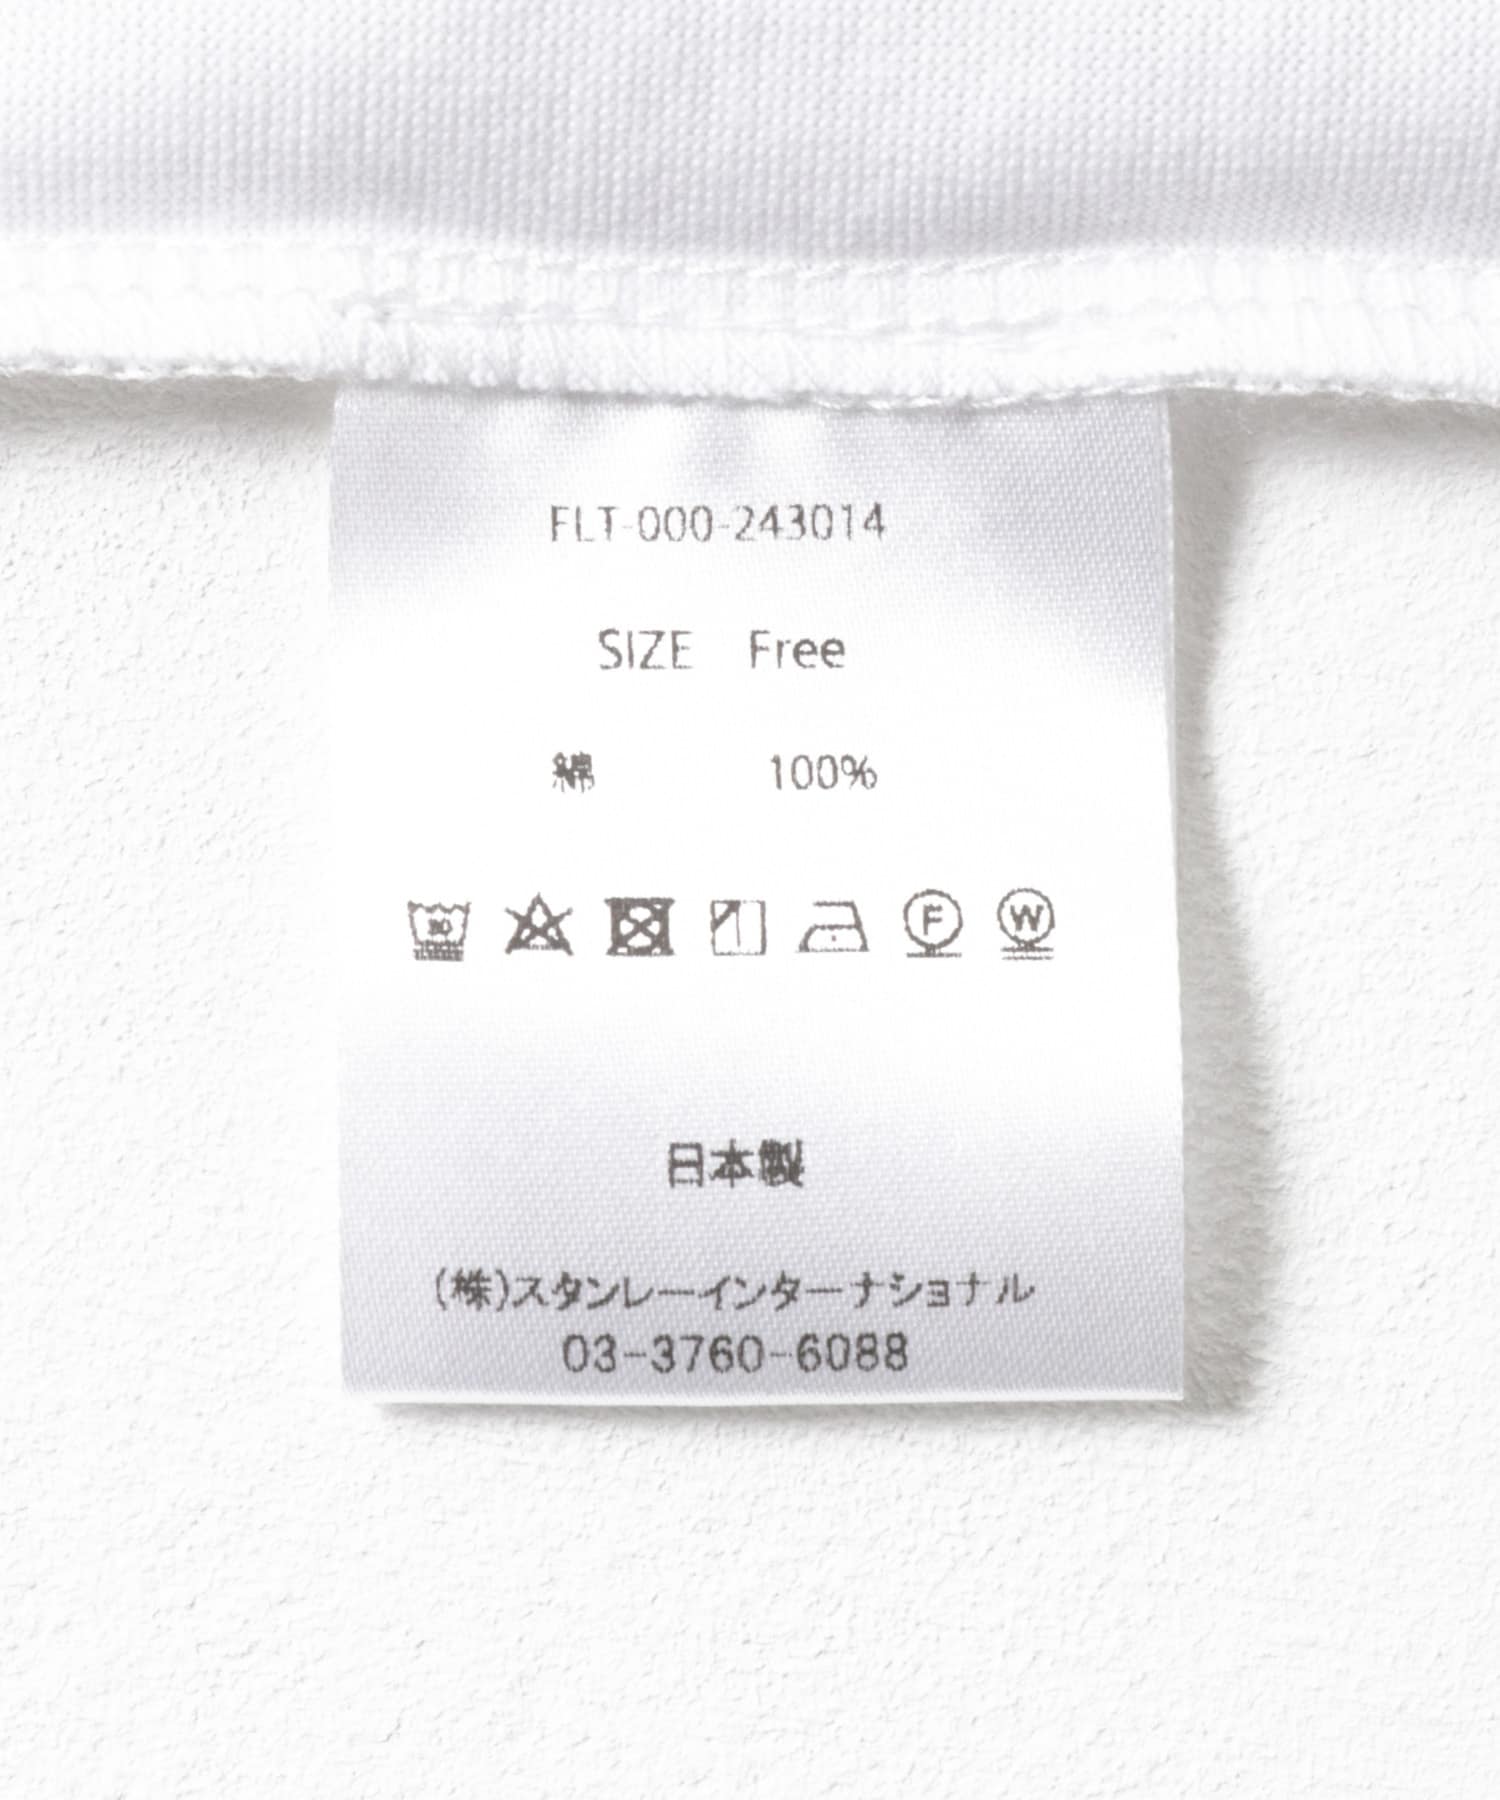 FLT-000-243014
SIZE Free
綿 100%
30
F W
日本製
(株)スタンレーインターナショナル
03-3760-6088